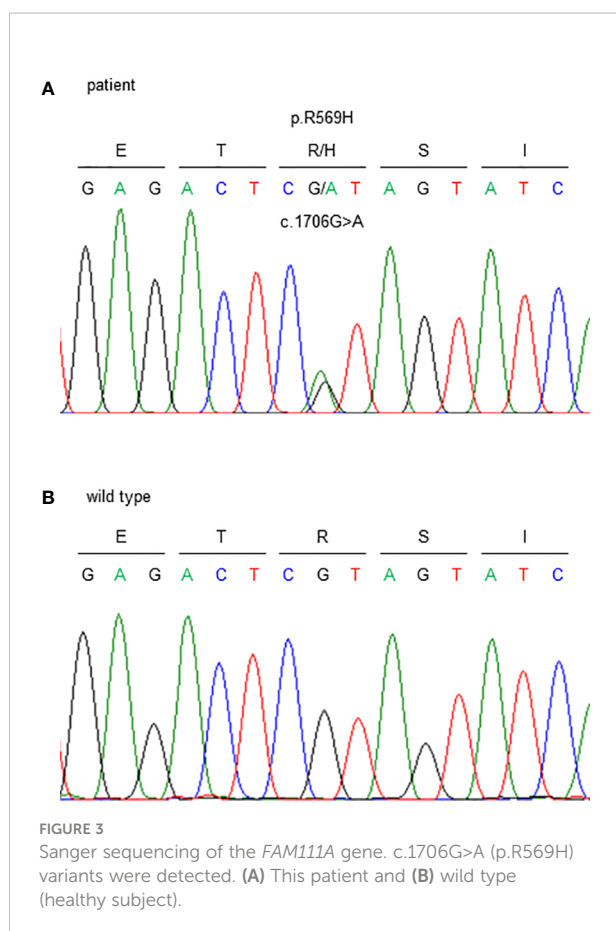 A patient
p.R569H
E T R/H S I
G A G A C T C G/A T A G T A T C
c.1706G>A
B wild type
E T R S I
G A G A C T C G T A G T A T C
FIGURE 3
Sanger sequencing of the FAM111A gene. c.1706G>A (p.R569H)
variants were detected. (A) This patient and (B) wild type
(healthy subject).